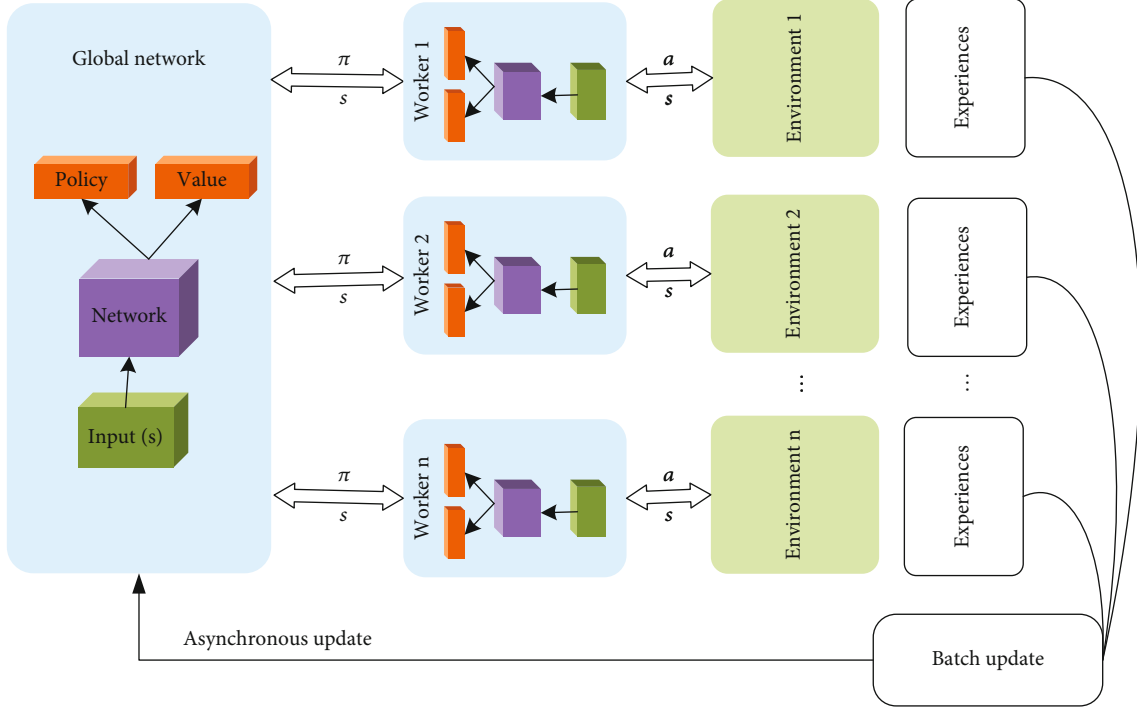 Global network
Policy
Value
Network
Input (s)
π
s
Worker 1
a
s
Environment 1
Experiences
π
s
Worker 2
a
s
Environment 2
Experiences
...
...
π
s
Worker n
a
s
Environment n
Experiences
Asynchronous update
Batch update